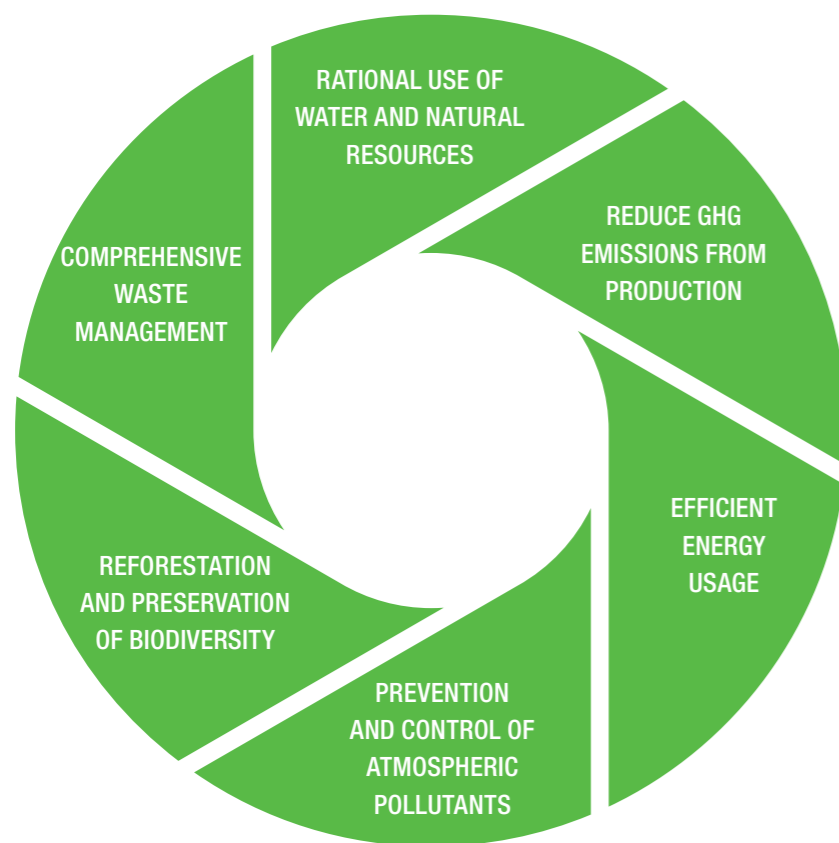 RATIONAL USE OF
WATER AND NATURAL
RESOURCES
REDUCE GHG
EMISSIONS FROM
PRODUCTION
EFFICIENT
ENERGY
USAGE
PREVENTION
AND CONTROL OF
ATMOSPHERIC
POLLUTANTS
REFORESTATION
AND PRESERVATION
OF BIODIVERSITY
COMPREHENSIVE
WASTE
MANAGEMENT